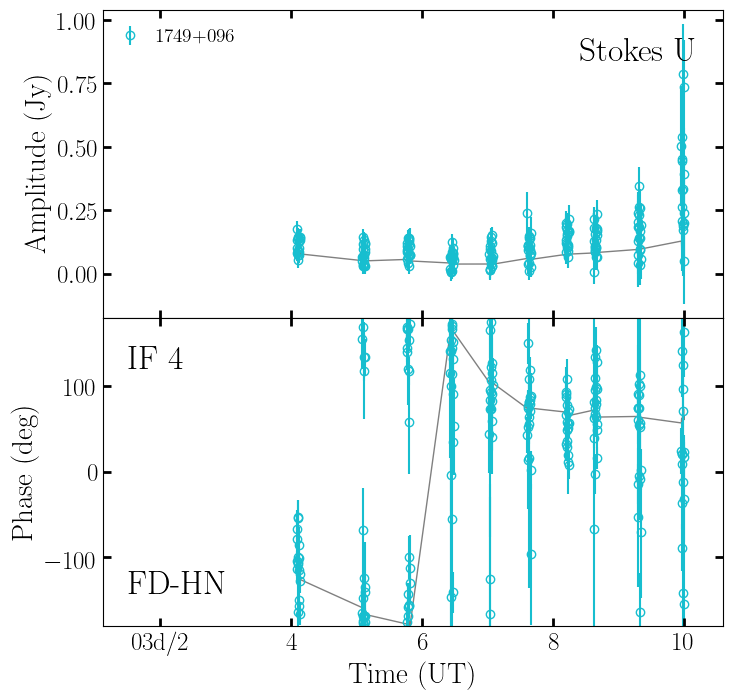 1.00
0.75
0.50
0.25
0.00
Amplitude (Jy)
1749+096
Stokes U
100
0
−100
Phase (deg)
IF 4
FD-HN
03d/2 4 6 8 10
Time (UT)